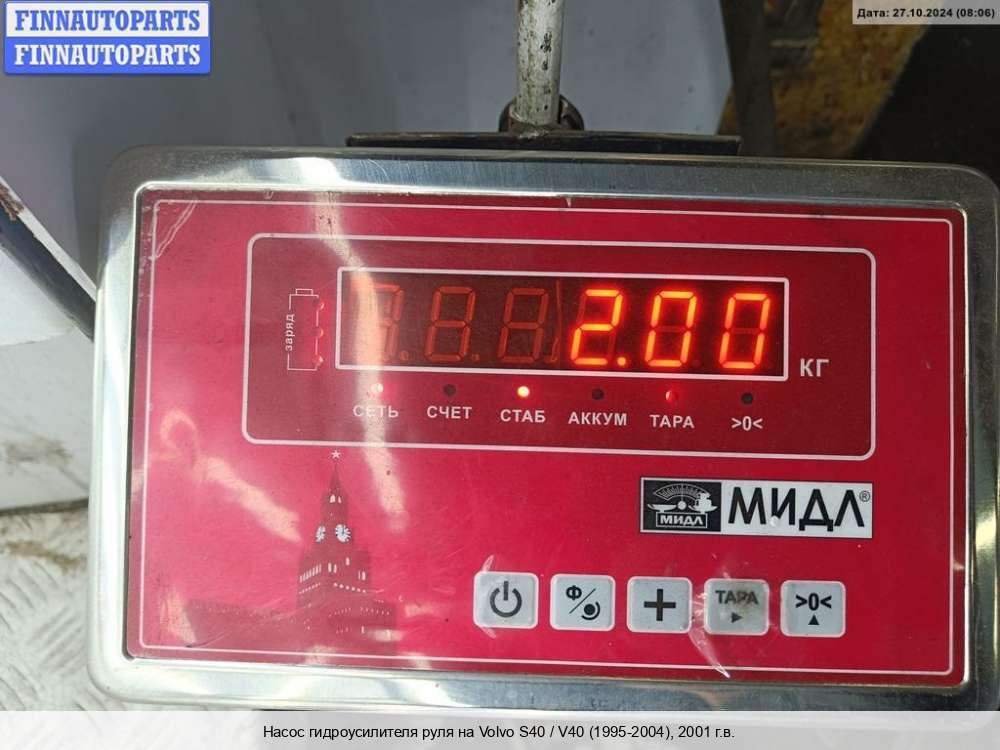 FINNAUTOPARTS
FINNAUTOPARTS
Дата: 27.10.2024 (08:06)
заряд
2.00
КГ
СЕТЬ СЧЕТ СТАБ АККУМ ТАРА >0<
МИДЛ
МИДЛ®
Ф/ + ТАРА >0<
Насос гидроусилителя руля на Volvo S40 / V40 (1995-2004), 2001 г.в.